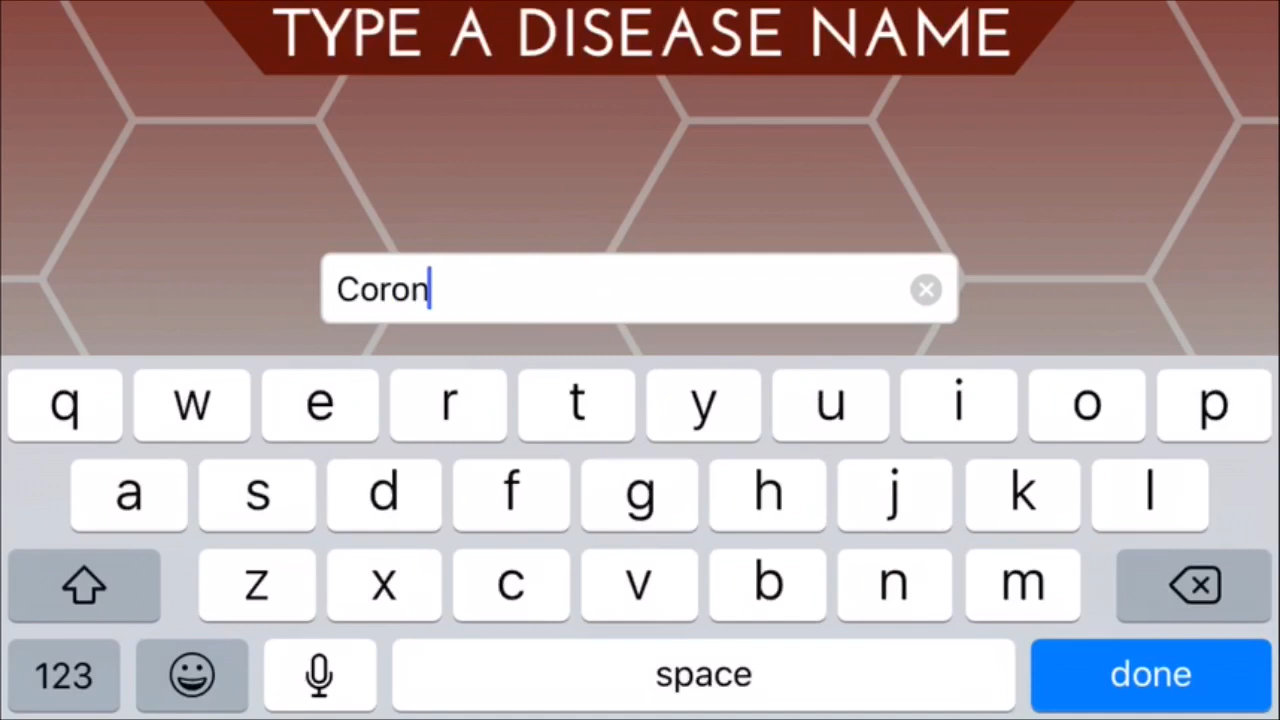 TYPE A DISEASE NAME
Coron
q w e r t y u i o p
a s d f g h j k l
z x c v b n m
123 space done